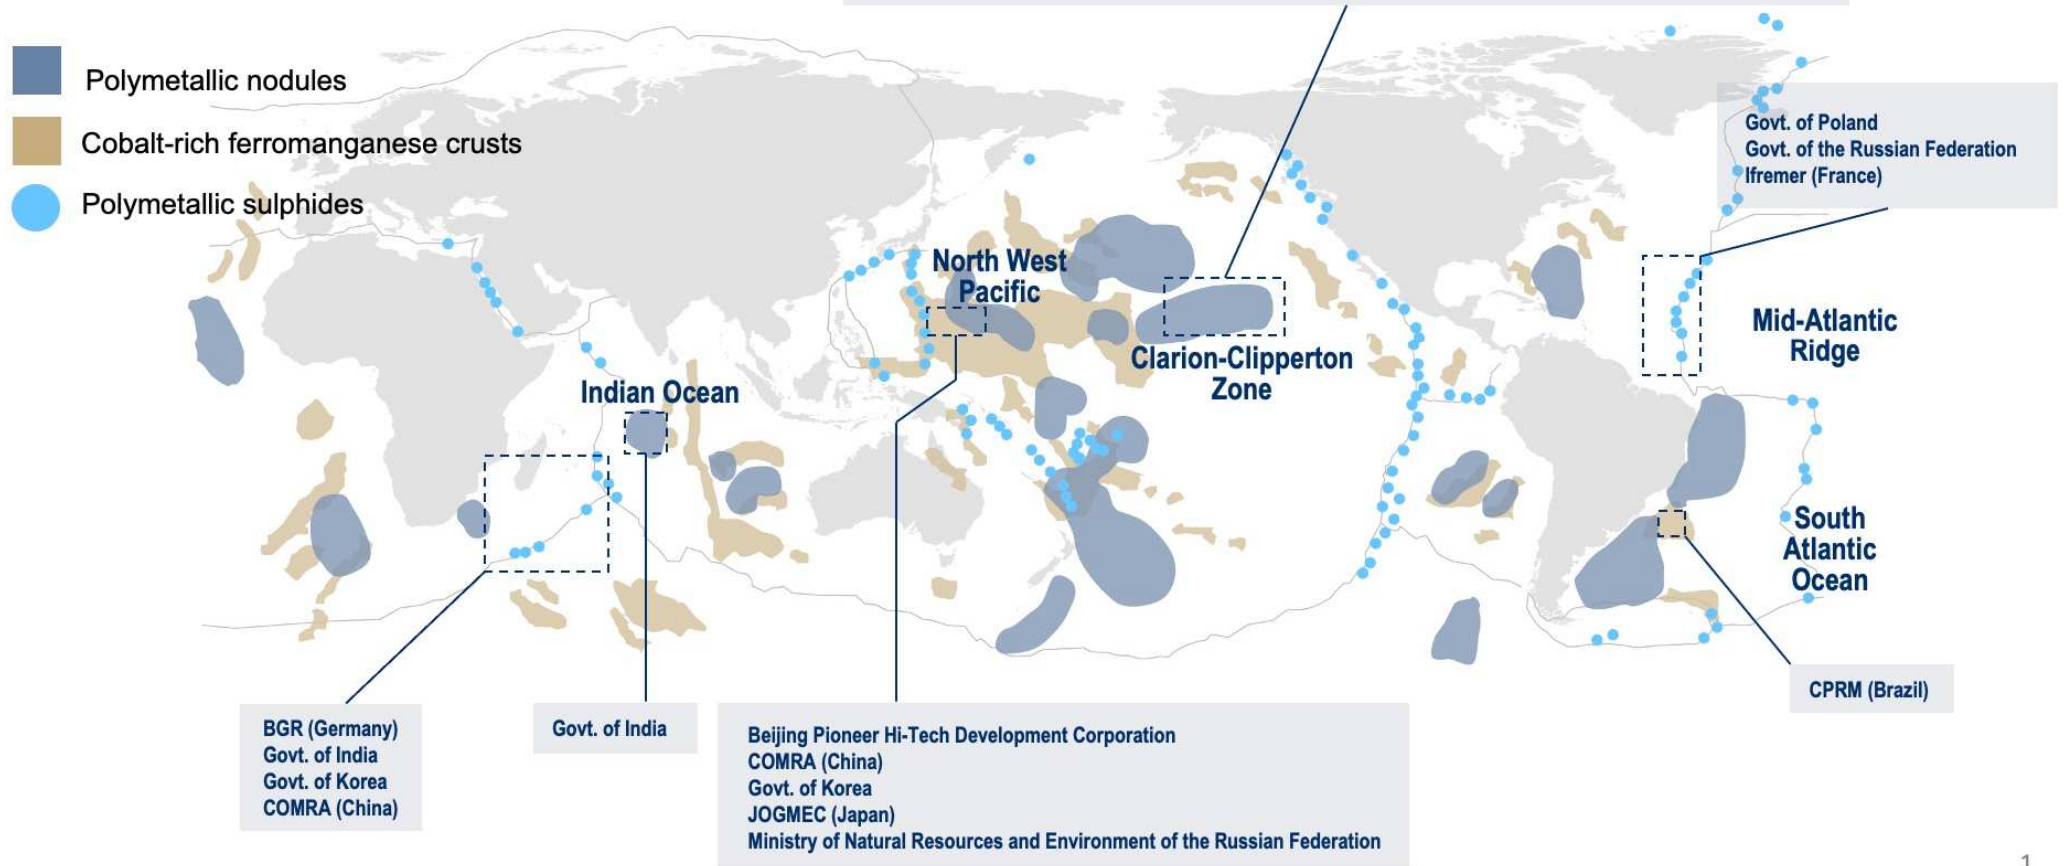 Polymetallic nodules
Cobalt-rich ferromanganese crusts
Polymetallic sulphides
Govt. of Poland
Govt. of the Russian Federation
Ifremer (France)
North West
Pacific
Clarion-Clipperton
Zone
Mid-Atlantic
Ridge
Indian Ocean
South
Atlantic
Ocean
CPRM (Brazil)
BGR (Germany)
Govt. of India
Govt. of Korea
COMRA (China)
Govt. of India
Beijing Pioneer Hi-Tech Development Corporation
COMRA (China)
Govt. of Korea
JOGMEC (Japan)
Ministry of Natural Resources and Environment of the Russian Federation
1